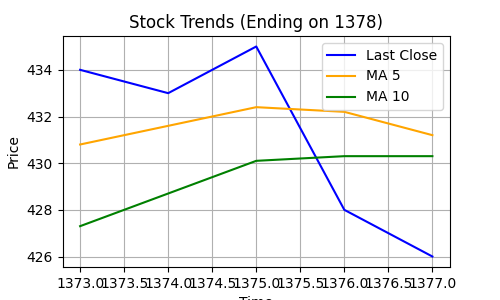 Stock Trends (Ending on 1378)
Last Close
MA 5
MA 10
Price
434
432
430
428
426
1373.0 1373.5 1374.0 1374.5 1375.0 1375.5 1376.0 1376.5 1377.0
Time